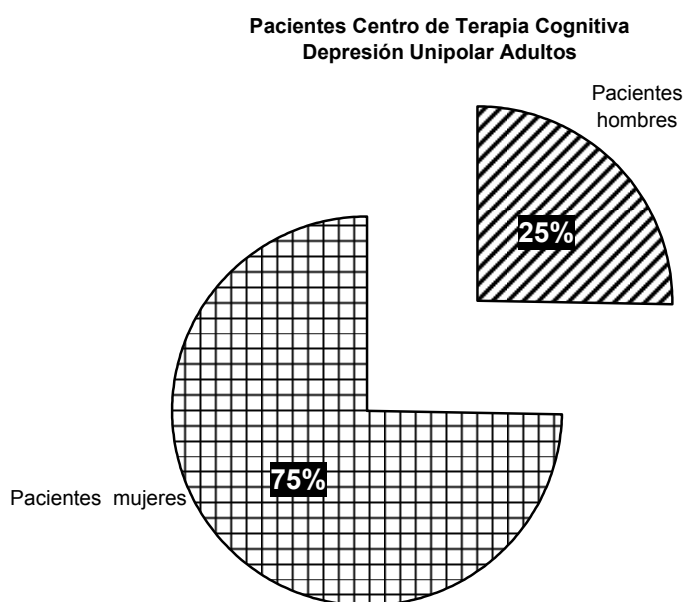 Pacientes Centro de Terapia Cognitiva
Depresión Unipolar Adultos
Pacientes
hombres
25%
75%
Pacientes mujeres